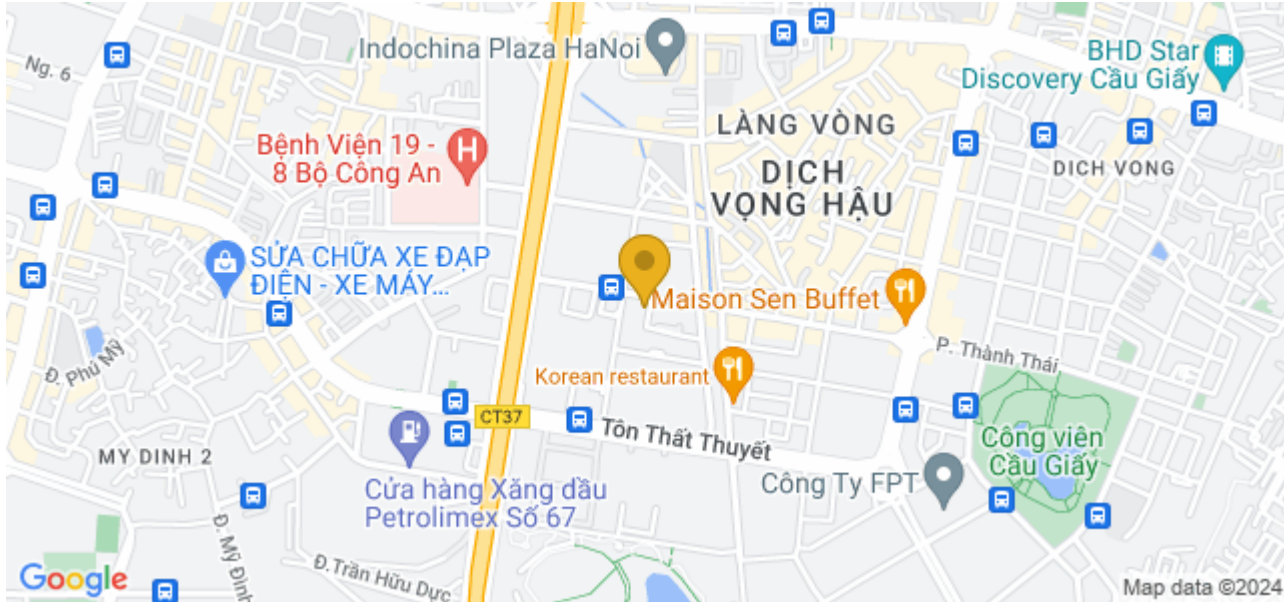 Indochina Plaza HaNoi
BHD Star
Discovery Cầu Giấy
Ng. 6
LÀNG VÒNG
Bệnh Viện 19 -
8 Bộ Công An
H
DỊCH
VỌNG HẬU
DICH VONG
SỬA CHỮA XE ĐẠP
ĐIỆN - XE MÁY...
Maison Sen Buffet
P. Thành Thái
Đ. Phú Mỹ
Korean restaurant
CT37
Tôn Thất Thuyết
Công viên
Cầu Giấy
MY DINH 2
Công Ty FPT
Cửa hàng Xăng dầu
Petrolimex Số 67
Đ. Mỹ Đình
Đ. Trần Hữu Dực
Google
Map data ©2024